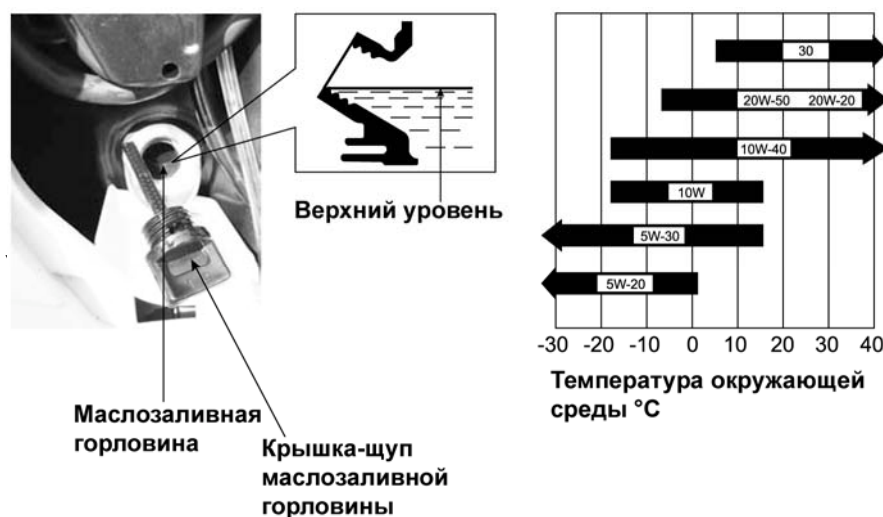 Верхний уровень
Маслозаливная
горловина
Крышка-щуп
маслозаливной
горловины
30
20W-50 20W-20
10W-40
10W
5W-30
5W-20
-30 -20 -10 0 10 20 30 40
Температура окружающей
среды °C